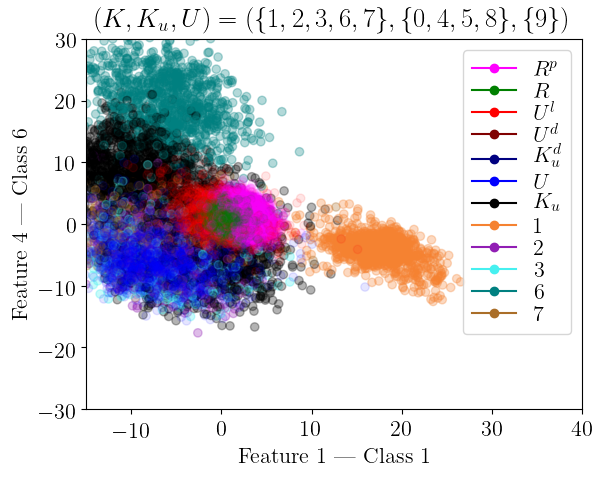 (K, K_u, U) = ({1, 2, 3, 6, 7}, {0, 4, 5, 8}, {9})
30
20
10
0
−10
−20
−30
Feature 4 — Class 6
−10
0
10
20
30
40
Feature 1 — Class 1
R^p
R
U^l
U^d
K_u^d
U
K_u
1
2
3
6
7